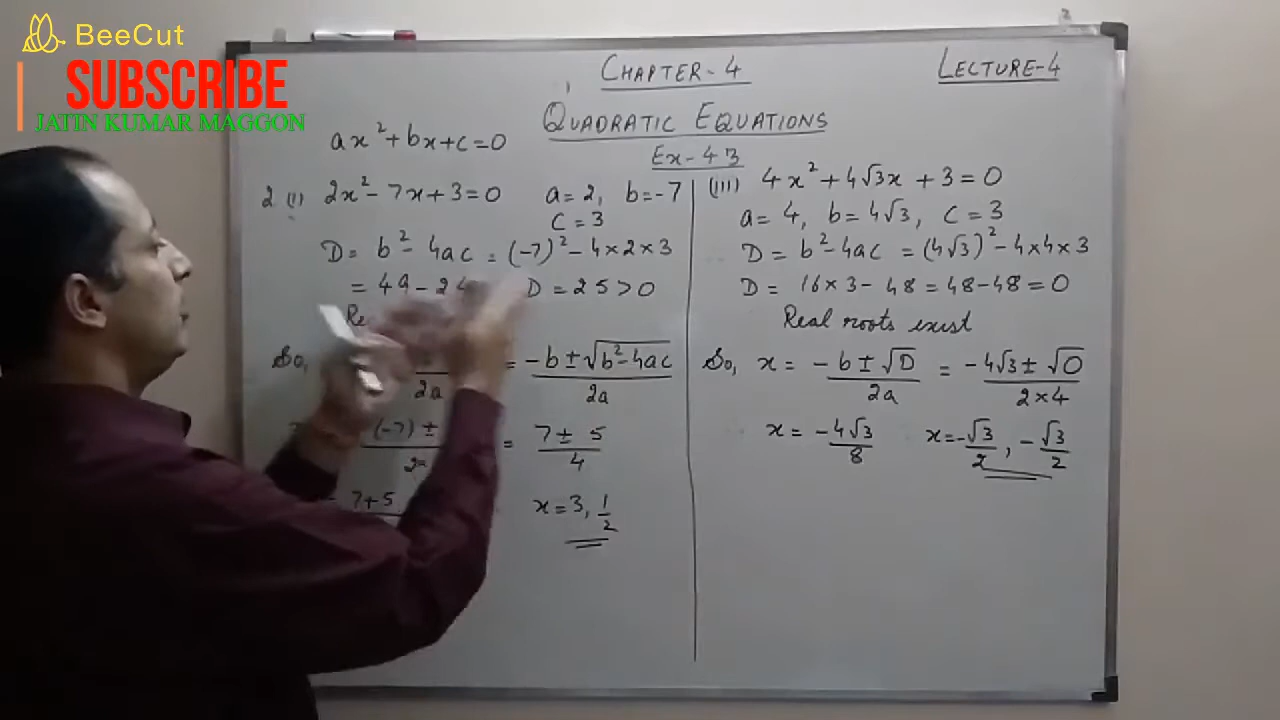 BeeCut
SUBSCRIBE
JATIN KUMAR MAGGON
CHAPTER-4
LECTURE-4
QUADRATIC EQUATIONS
Ex-4.3
ax²+bx+c=0
2 (i) 2x²-7x+3=0 a=2, b=-7
c=3
D= b²-4ac = (-7)²-4×2×3
= 49-24 D=25>0
So, = -b±√b²-4ac
2a 2a
(-7)± = 7±5
4
7+5 x=3, 1/2
(iii) 4x²+4√3x+3=0
a=4, b=4√3, c=3
D= b²-4ac = (4√3)²-4×4×3
D= 16×3-48=48-48=0
Real roots exist
So, x = -b±√D = -4√3±√0
2a 2×4
x= -4√3/8 x=-√3/2, -√3/2